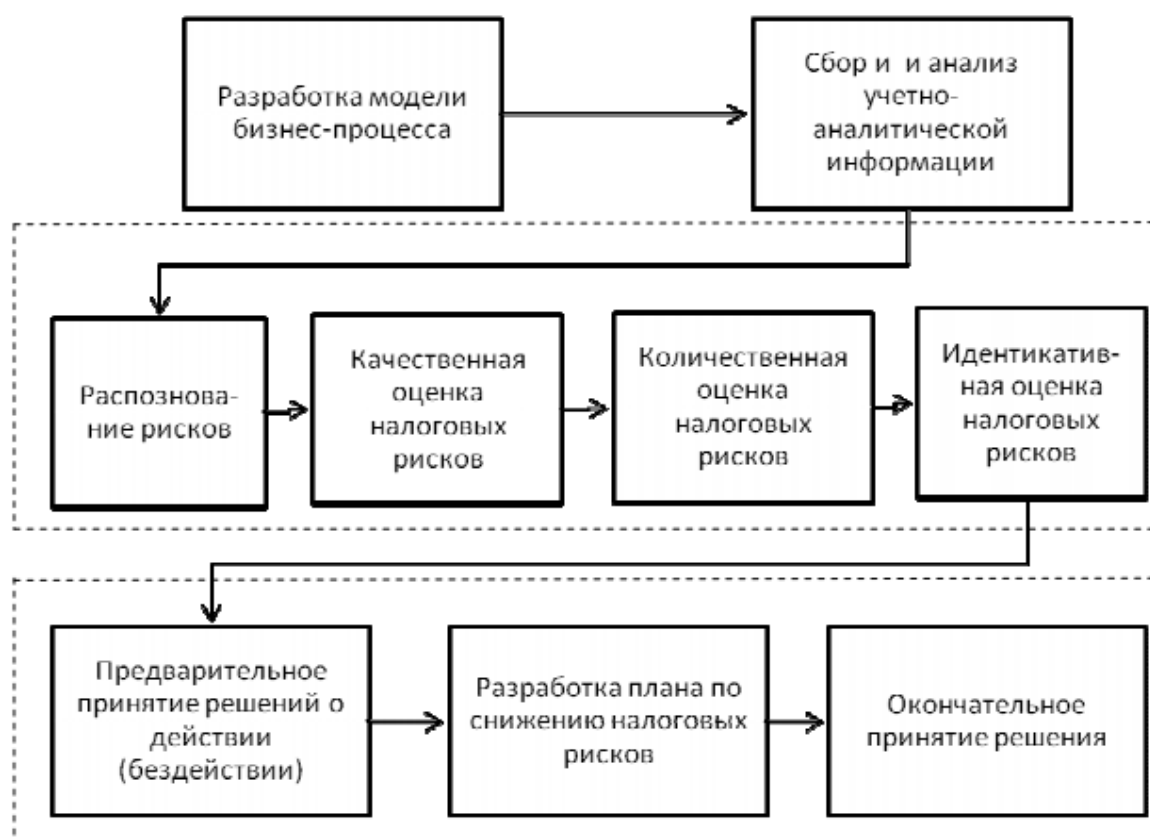 Разработка модели
бизнес-процесса
Сбор и и анализ
учетно-
аналитической
информации
Распознова-
ние рисков
Качественная
оценка
налоговых
рисков
Количественная
оценка
налоговых
рисков
Идентикатив-
ная оценка
налоговых
рисков
Предварительное
принятие решений о
действии
(бездействии)
Разработка плана по
снижению налоговых
рисков
Окончательное
принятие решения